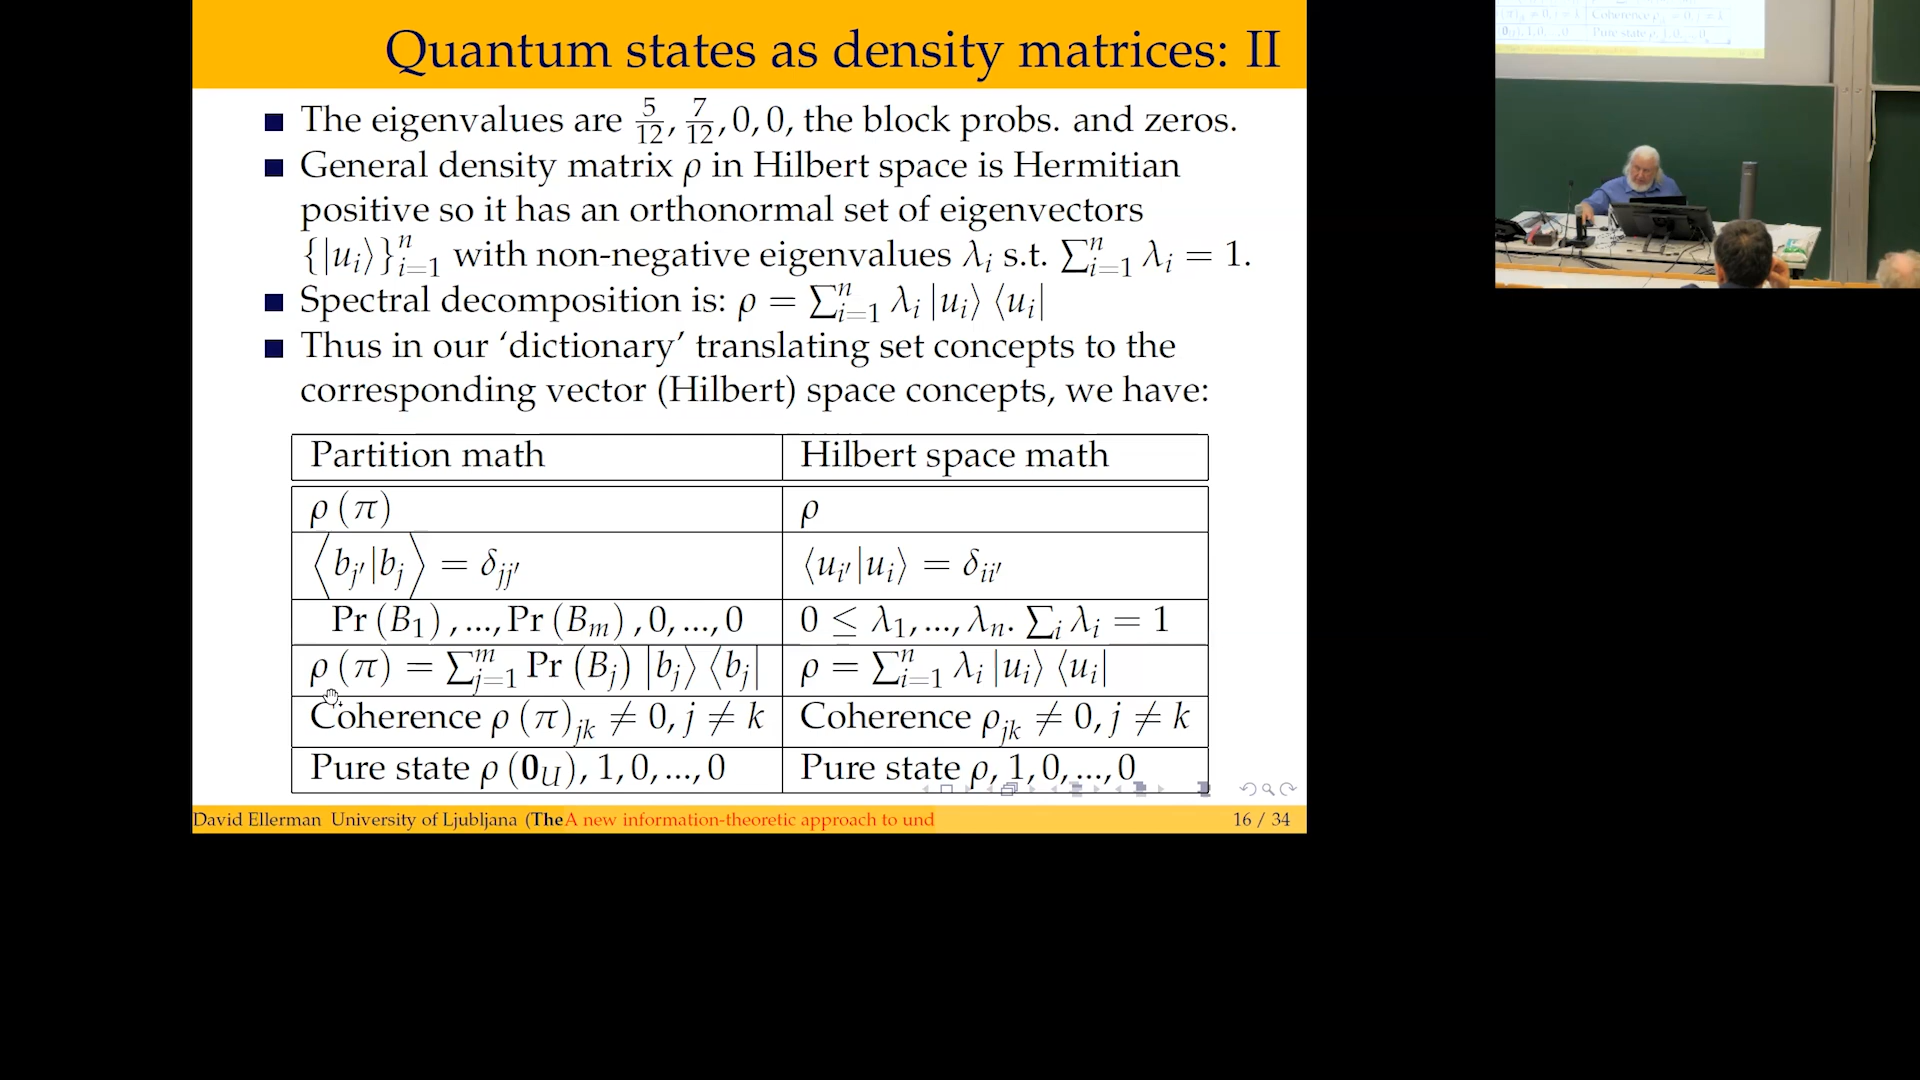 Quantum states as density matrices: II
The eigenvalues are 5/12, 7/12, 0, 0, the block probs. and zeros.
General density matrix ρ in Hilbert space is Hermitian
positive so it has an orthonormal set of eigenvectors
{|u_i⟩}_{i=1}^n with non-negative eigenvalues λ_i s.t. ∑_{i=1}^n λ_i = 1.
Spectral decomposition is: ρ = ∑_{i=1}^n λ_i |u_i⟩ ⟨u_i|
Thus in our ‘dictionary’ translating set concepts to the
corresponding vector (Hilbert) space concepts, we have:
Partition math Hilbert space math
ρ (π) ρ
⟨b_{j′}|b_j⟩ = δ_{jj′} ⟨u_{i′}|u_i⟩ = δ_{ii′}
Pr (B_1) , ..., Pr (B_m) , 0, ..., 0 0 ≤ λ_1, ..., λ_n. ∑_i λ_i = 1
ρ (π) = ∑_{j=1}^m Pr (B_j) |b_j⟩ ⟨b_j| ρ = ∑_{i=1}^n λ_i |u_i⟩ ⟨u_i|
Coherence ρ (π)_{jk} ≠ 0, j ≠ k Coherence ρ_{jk} ≠ 0, j ≠ k
Pure state ρ (0_U) , 1, 0, ..., 0 Pure state ρ, 1, 0, ..., 0
David Ellerman University of Ljubljana (TheA new information-theoretic approach to und 16 / 34